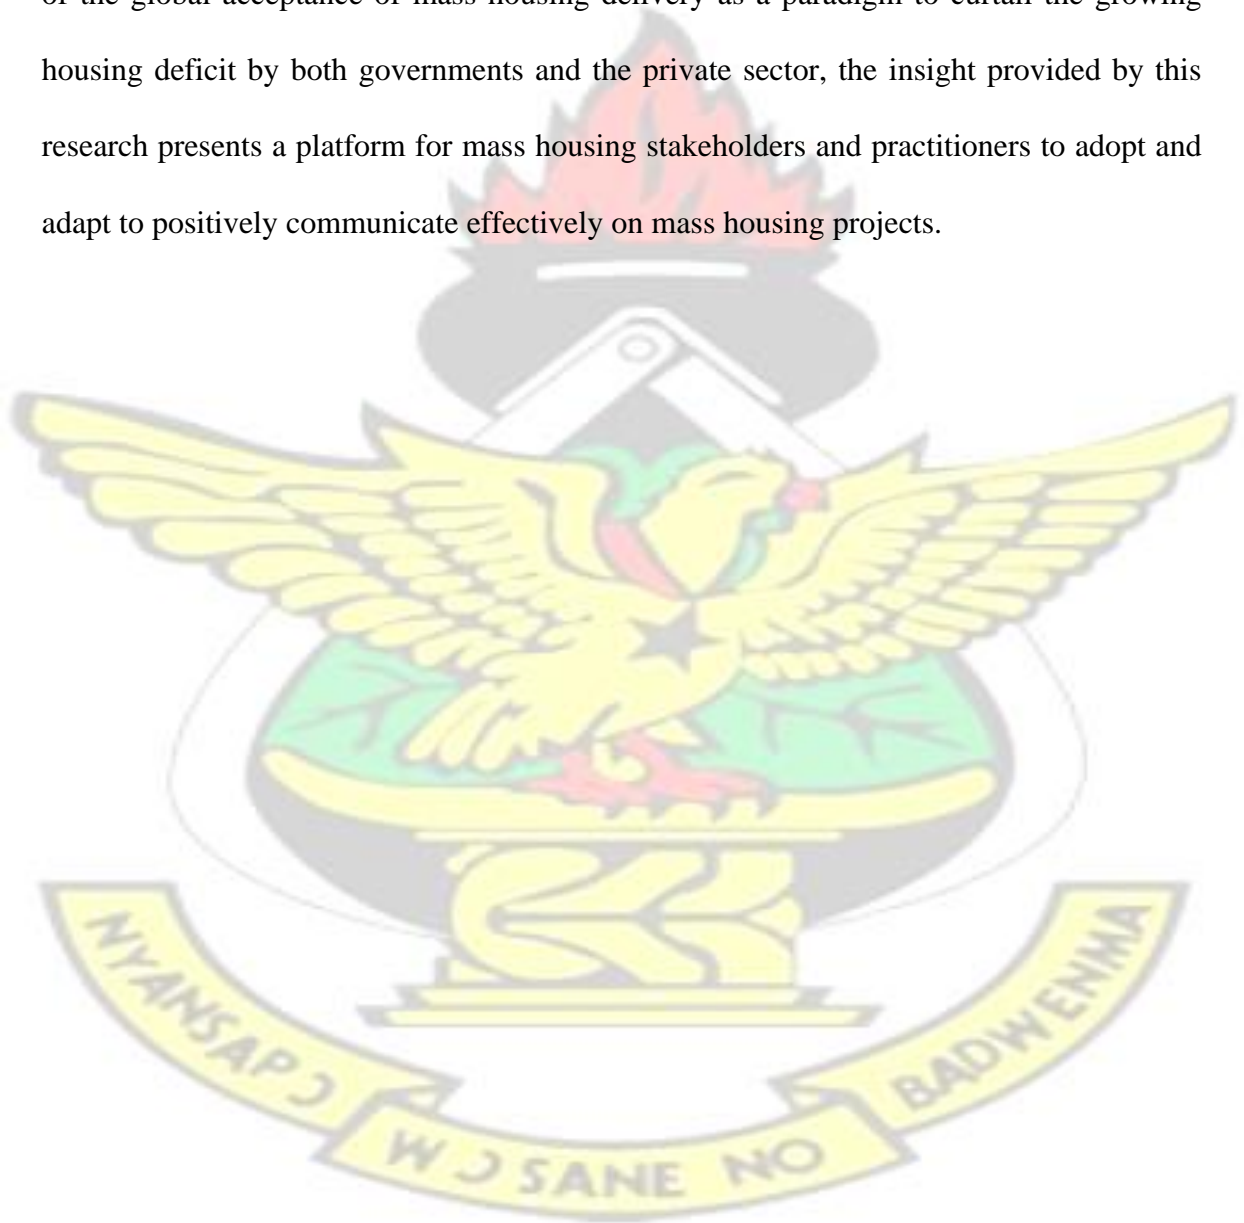 of the global acceptance of mass housing delivery as a paradigm to curtail the growing
housing deficit by both governments and the private sector, the insight provided by this
research presents a platform for mass housing stakeholders and practitioners to adopt and
adapt to positively communicate effectively on mass housing projects.
NYANSAPƆ
WƆSANE NO
BADWENMA